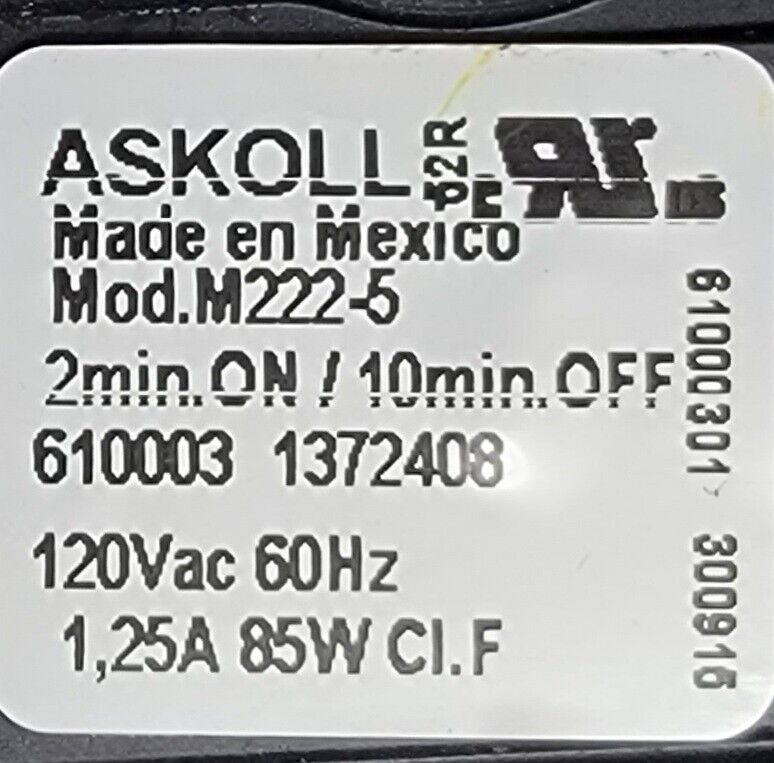 ASKOLL
Made en Mexico
Mod.M222-5
2min.ON / 10min.OFF
610003 1372408
120Vac 60Hz
1,25A 85W Cl.F
61000301
300915